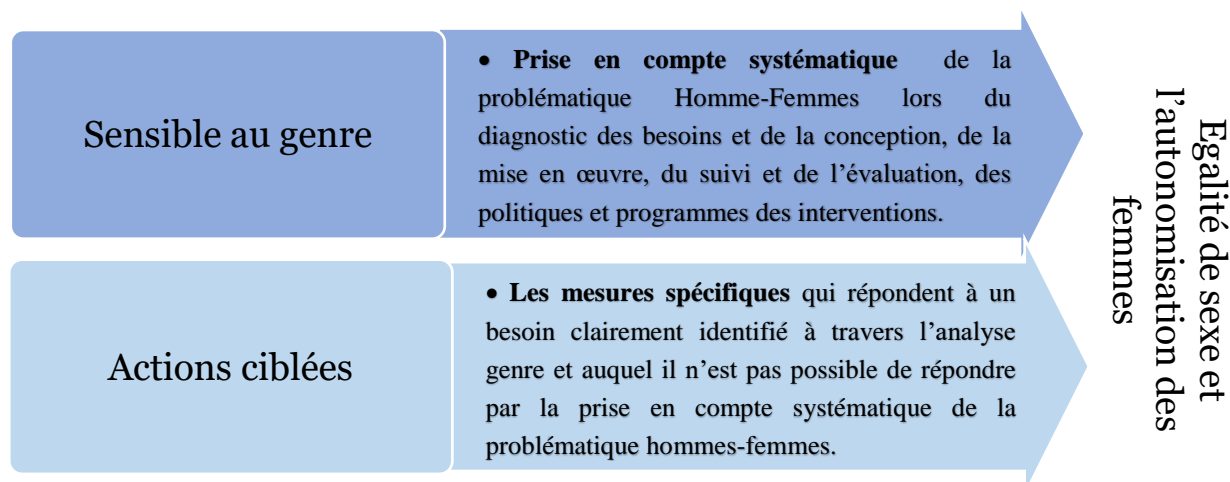 Sensible au genre
• Prise en compte systématique de la
problématique Homme-Femmes lors du
diagnostic des besoins et de la conception, de la
mise en œuvre, du suivi et de l’évaluation, des
politiques et programmes des interventions.
Actions ciblées
• Les mesures spécifiques qui répondent à un
besoin clairement identifié à travers l’analyse
genre et auquel il n’est pas possible de répondre
par la prise en compte systématique de la
problématique hommes-femmes.
Egalité de sexe et
l’autonomisation des
femmes